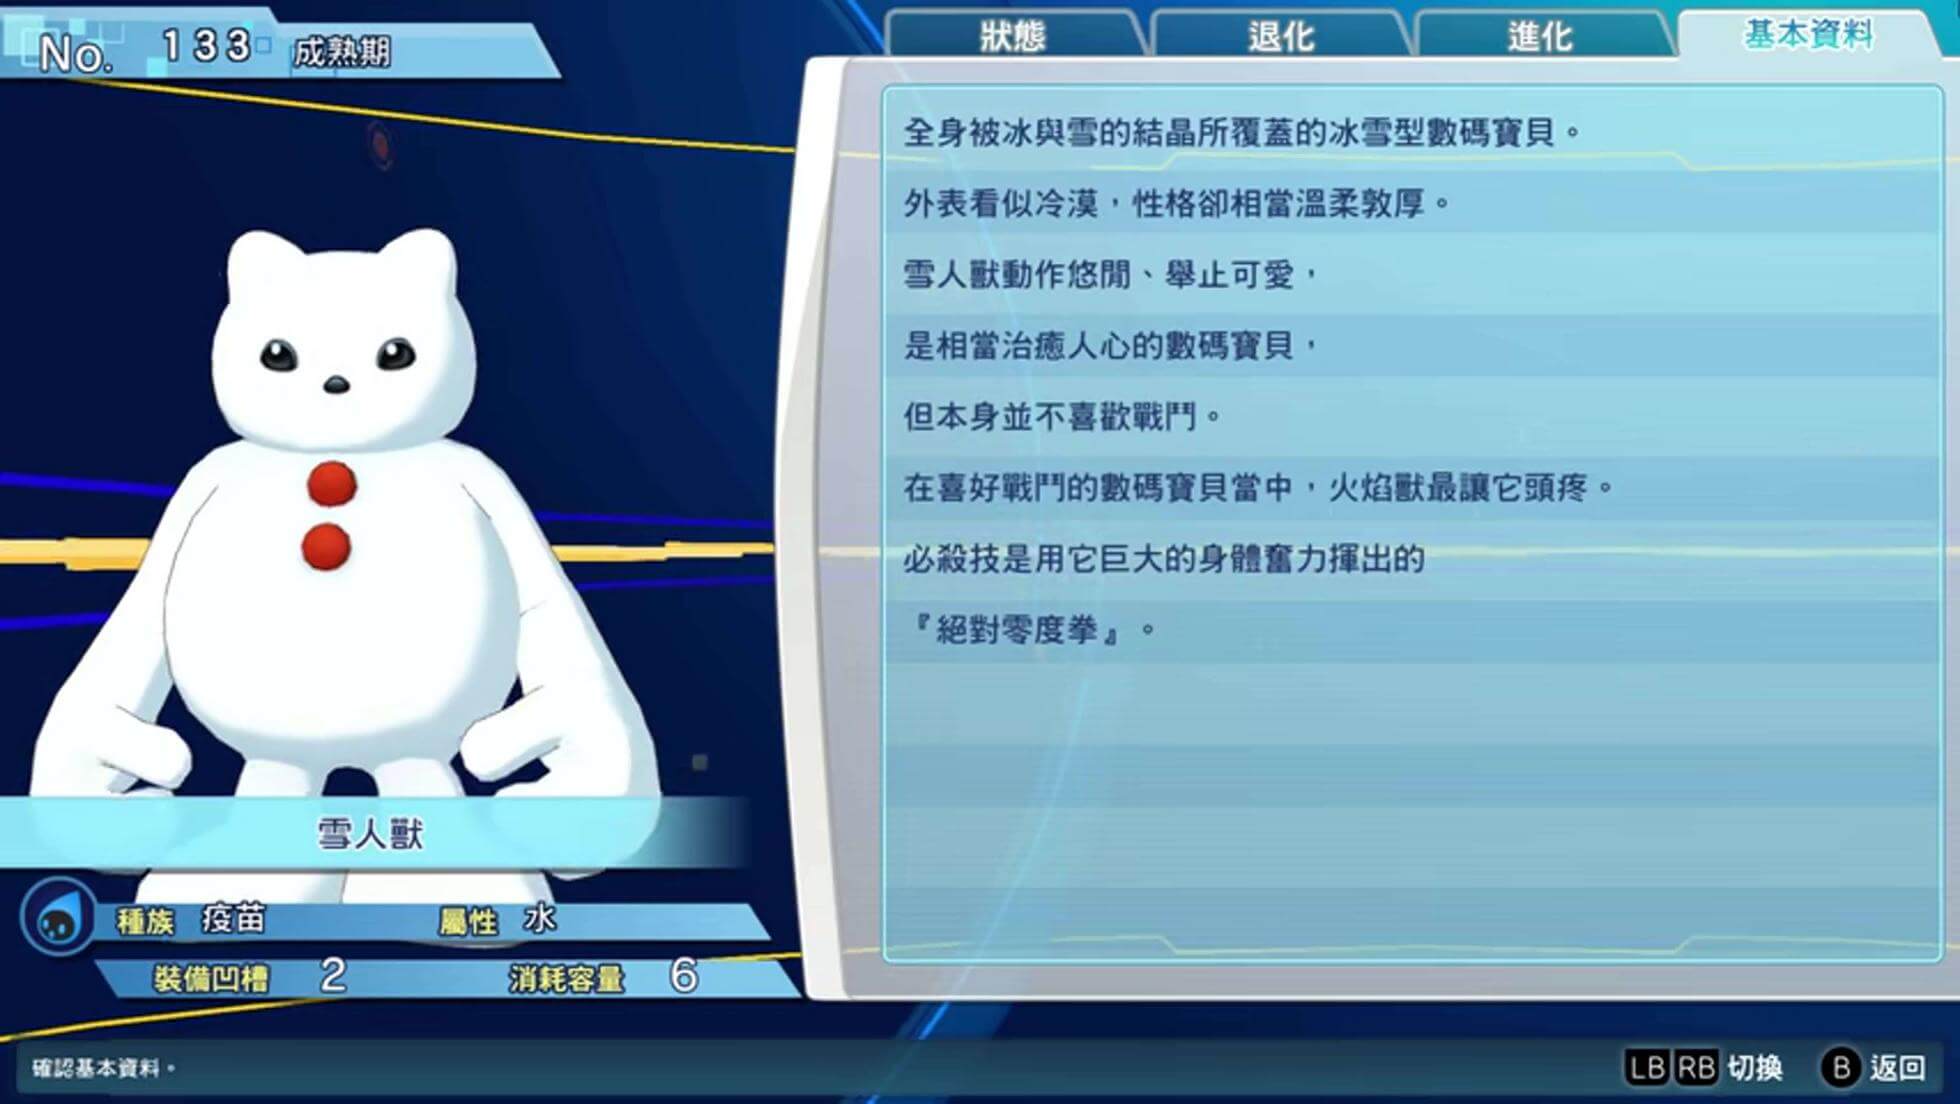 No. 133 成熟期
狀態 退化 進化 基本資料
全身被冰與雪的結晶所覆蓋的冰雪型數碼寶貝。
外表看似冷漠，性格卻相當溫柔敦厚。
雪人獸動作悠閒、舉止可愛，
是相當治癒人心的數碼寶貝，
但本身並不喜歡戰鬥。
在喜好戰鬥的數碼寶貝當中，火焰獸最讓它頭疼。
必殺技是用它巨大的身體奮力揮出的
『絕對零度拳』。
雪人獸
種族 疫苗 屬性 水
裝備凹槽 2 消耗容量 6
確認基本資料。
LB RB 切換 B 返回